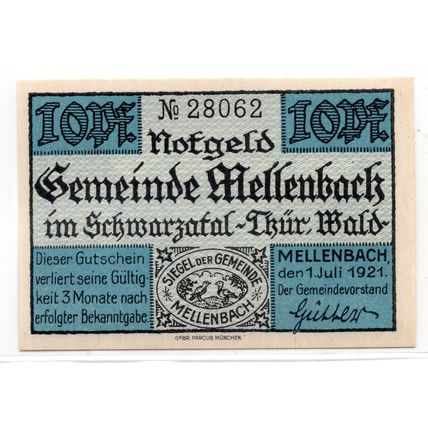 10Pf. № 28062 10Pf.
Notgeld
Gemeinde Mellenbach
im Schwarzatal-Thür. Wald
Dieser Gutschein
verliert seine Gültig-
keit 3 Monate nach
erfolgter Bekanntgabe.
SIEGEL DER GEMEINDE
MELLENBACH
MELLENBACH,
den 1. Juli 1921.
Der Gemeindevorstand
Güttler
GEBR. PARCUS MÜNCHEN.